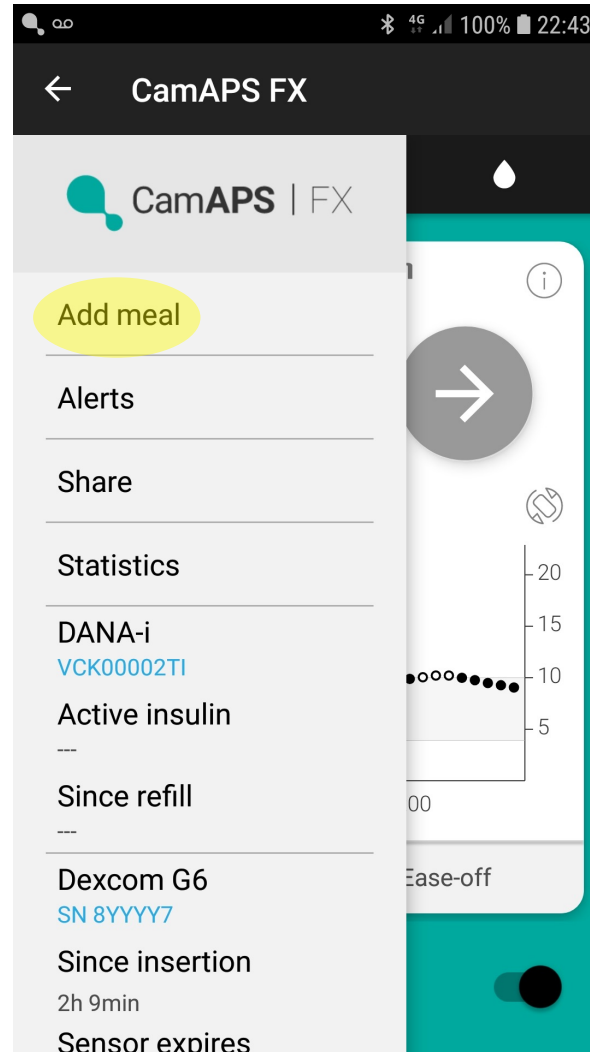 4G 100% 22:43
CamAPS FX
CamAPS | FX
Add meal
Alerts
Share
Statistics
DANA-i
VCK00002TI
Active insulin
---
Since refill
---
Dexcom G6
SN 8YYYY7
Since insertion
2h 9min
Sensor expires
20
15
10
5
00
Ease-off